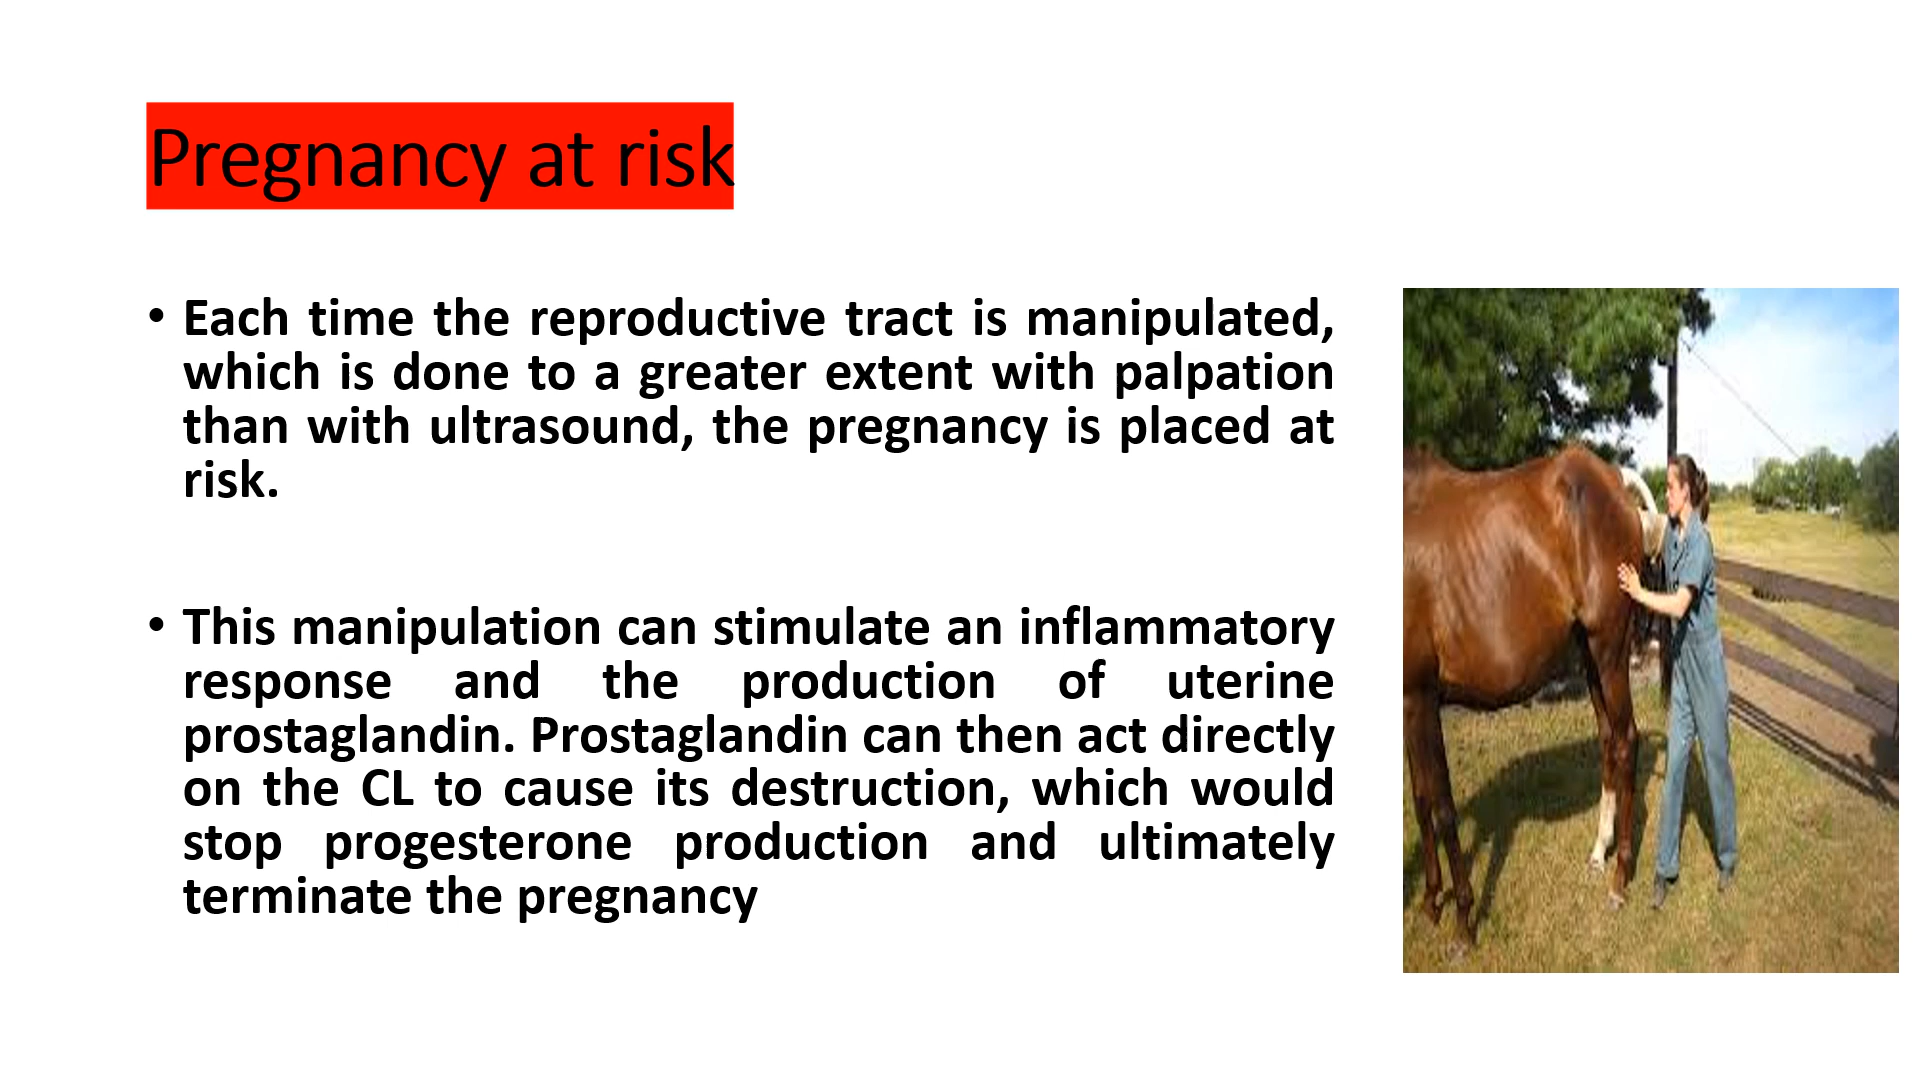 Pregnancy at risk
• Each time the reproductive tract is manipulated,
which is done to a greater extent with palpation
than with ultrasound, the pregnancy is placed at
risk.
• This manipulation can stimulate an inflammatory
response and the production of uterine
prostaglandin. Prostaglandin can then act directly
on the CL to cause its destruction, which would
stop progesterone production and ultimately
terminate the pregnancy